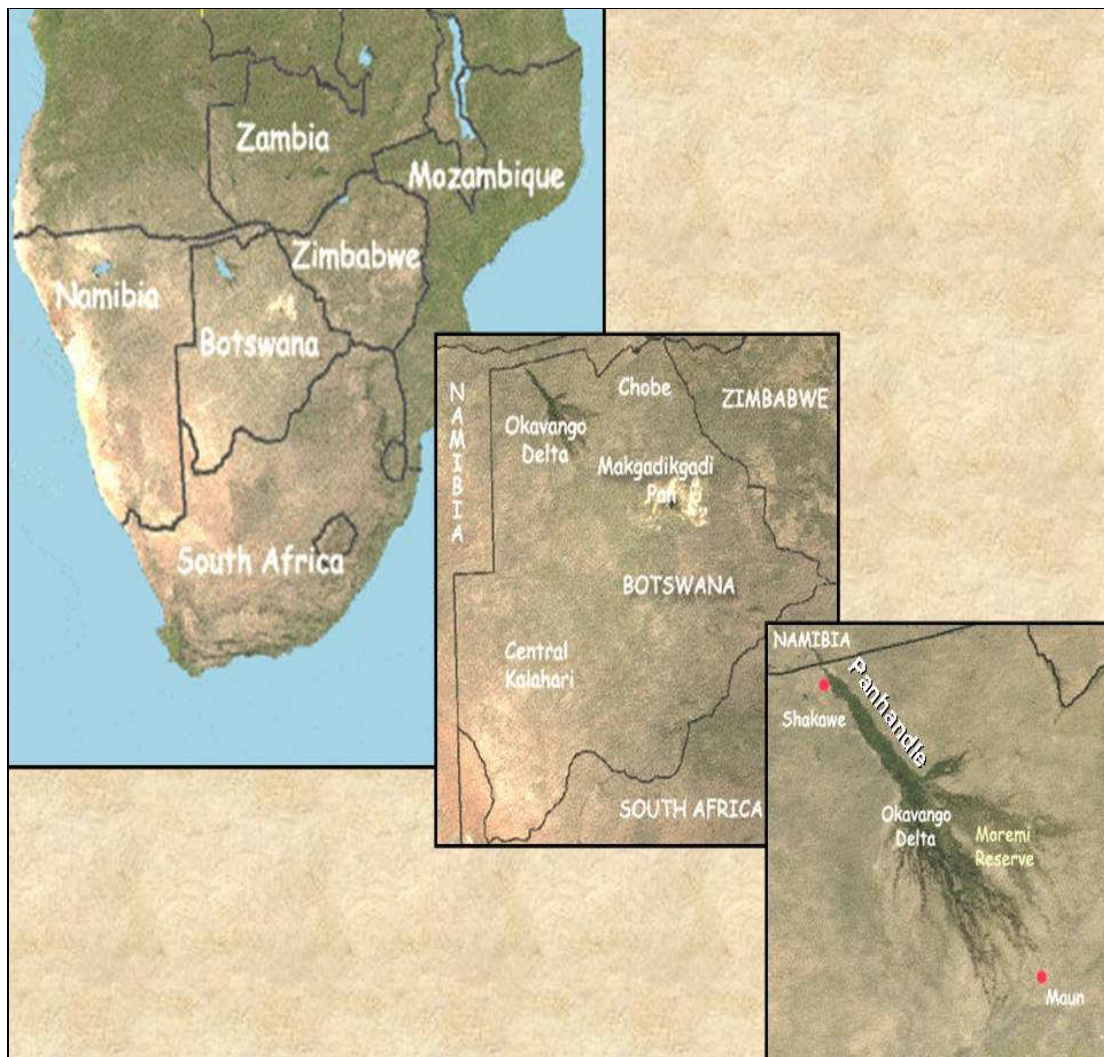 Zambia
Mozambique
Zimbabwe
Namibia
Botswana
South Africa
NAMIBIA
Chobe
ZIMBABWE
Okavango
Delta
Makgadikgadi
Pan
BOTSWANA
Central
Kalahari
SOUTH AFRICA
NAMIBIA
Panhandle
Shakawe
Okavango
Delta
Moremi
Reserve
Maun